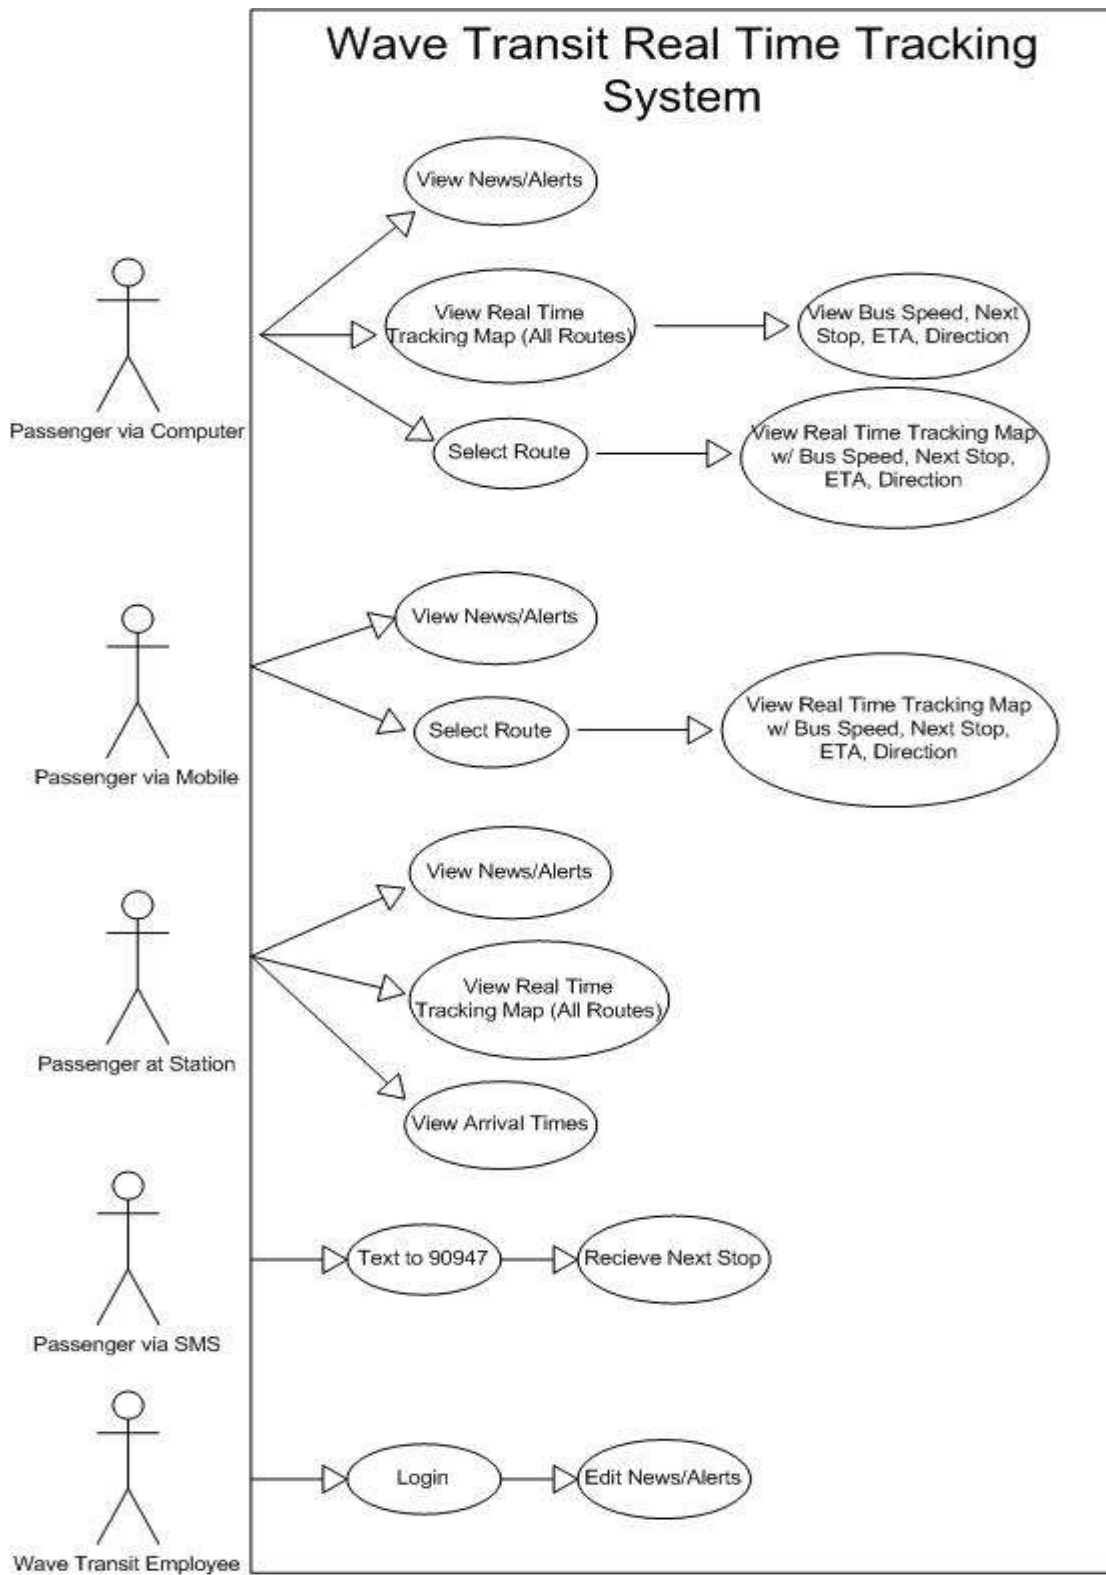 Wave Transit Real Time Tracking
System
View News/Alerts
View Real Time
Tracking Map (All Routes)
View Bus Speed, Next
Stop, ETA, Direction
Passenger via Computer
Select Route
View Real Time Tracking Map
w/ Bus Speed, Next Stop,
ETA, Direction
View News/Alerts
Passenger via Mobile
Select Route
View Real Time Tracking Map
w/ Bus Speed, Next Stop,
ETA, Direction
View News/Alerts
View Real Time
Tracking Map (All Routes)
Passenger at Station
View Arrival Times
Text to 90947
Recieve Next Stop
Passenger via SMS
Login
Edit News/Alerts
Wave Transit Employee